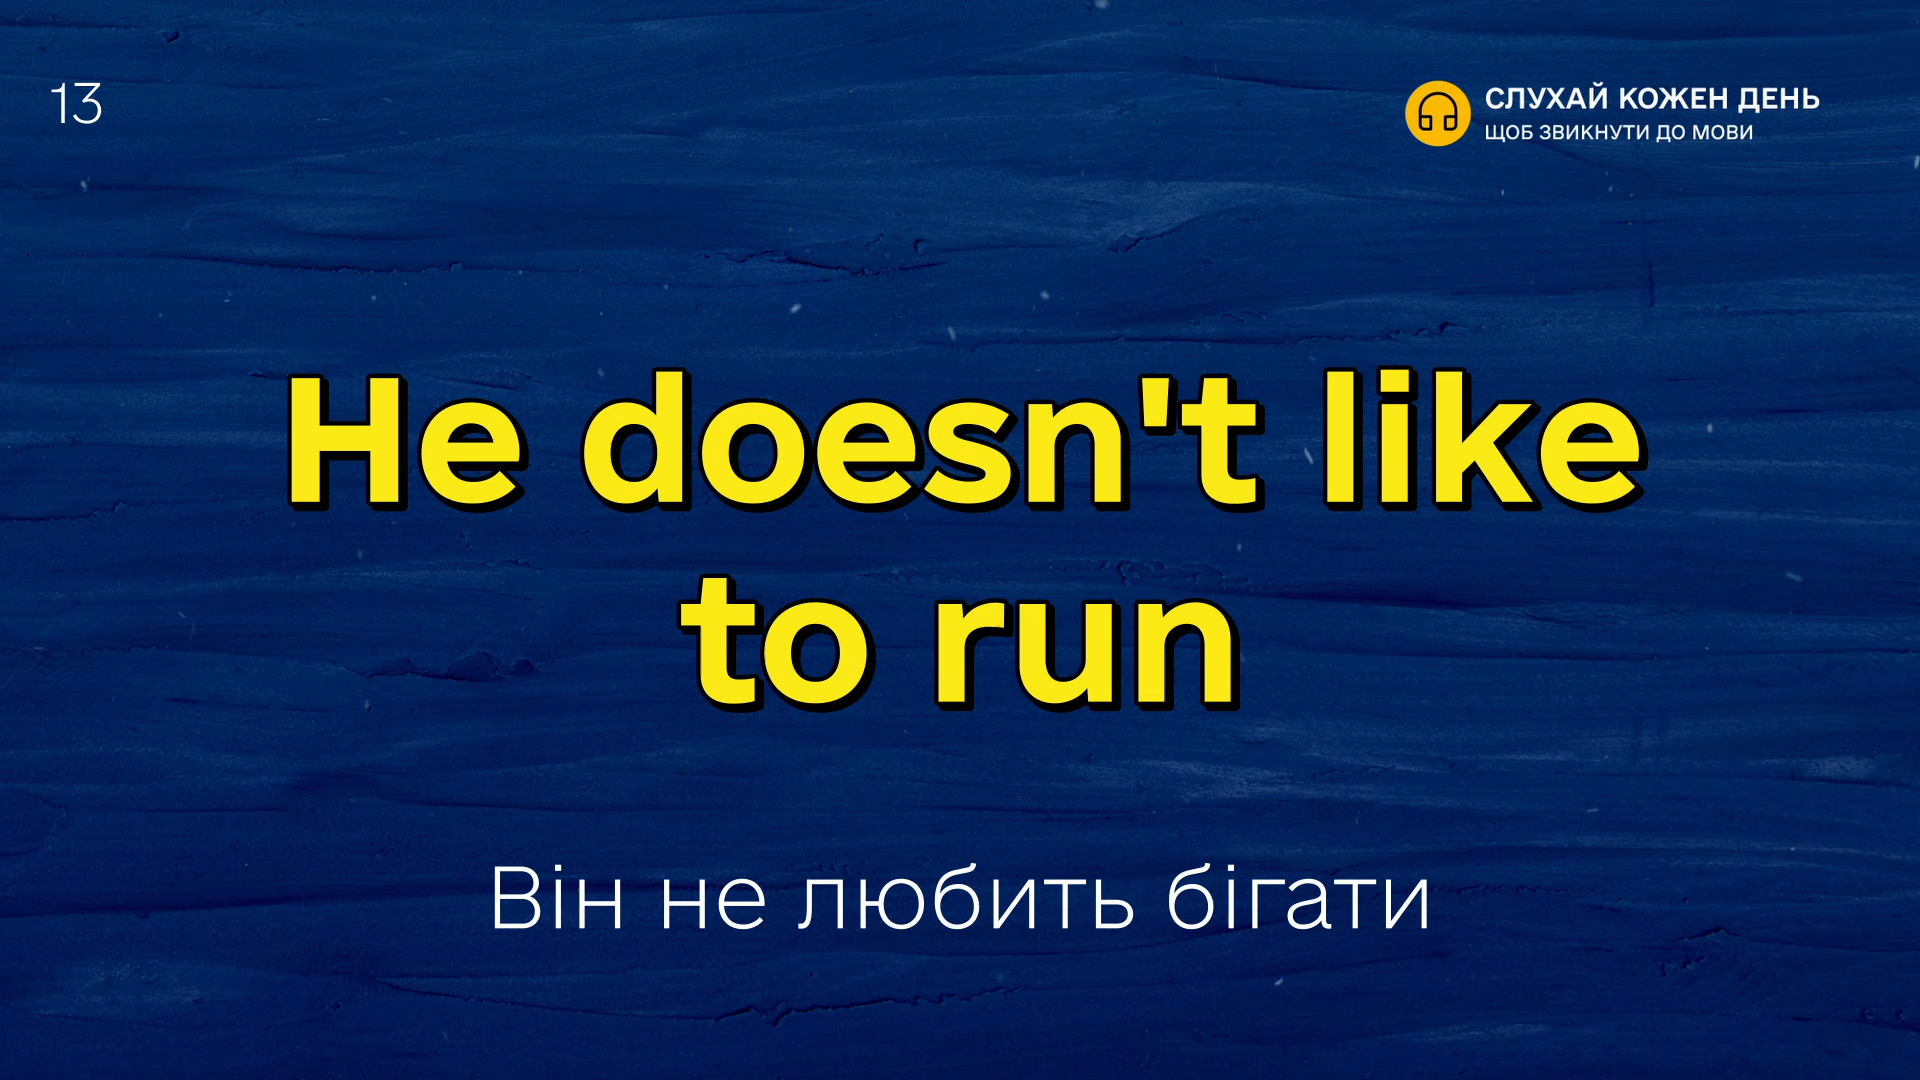 13
СЛУХАЙ КОЖЕН ДЕНЬ
ЩОБ ЗВИКНУТИ ДО МОВИ
He doesn't like
to run
Він не любить бігати